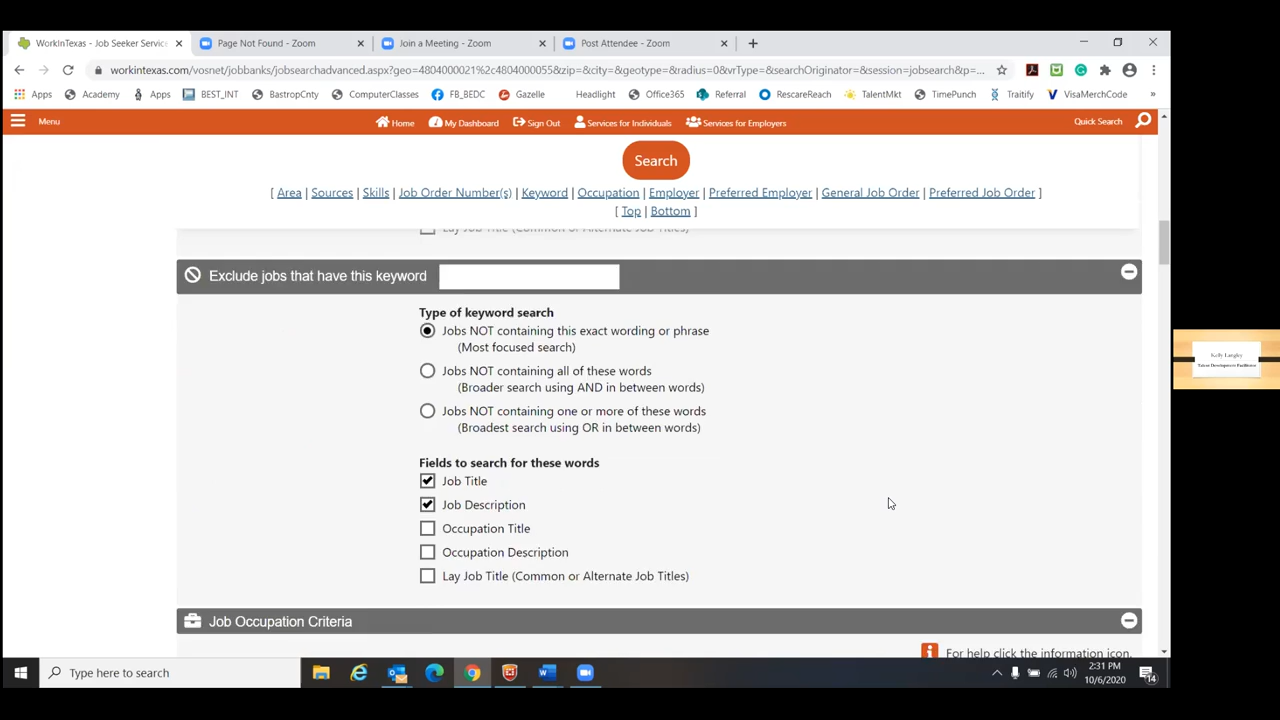 WorkInTexas - Job Seeker Service
Page Not Found - Zoom
Join a Meeting - Zoom
Post Attendee - Zoom
workintexas.com/vosnet/jobbanks/jobsearchadvanced.aspx?geo=4804000021%2c4804000055&zip=&city=&geotype=&radius=0&vrType=&searchOriginator=&session=jobsearch&p=...
Apps Academy Apps BEST_INT BastropCnty ComputerClasses FB_BEDC Gazelle Headlight Office365 Referral RescareReach TalentMkt TimePunch Traitify VisaMerchCode »
Menu Home My Dashboard Sign Out Services for Individuals Services for Employers Quick Search
Search
[ Area | Sources | Skills | Job Order Number(s) | Keyword | Occupation | Employer | Preferred Employer | General Job Order | Preferred Job Order ]
[ Top | Bottom ]
Lay Job Title (Common or Alternate Job Titles)
Exclude jobs that have this keyword
Type of keyword search
Jobs NOT containing this exact wording or phrase
(Most focused search)
Jobs NOT containing all of these words
(Broader search using AND in between words)
Jobs NOT containing one or more of these words
(Broadest search using OR in between words)
Fields to search for these words
Job Title
Job Description
Occupation Title
Occupation Description
Lay Job Title (Common or Alternate Job Titles)
Job Occupation Criteria
For help click the information icon.
Kelly Langley
Talent Development Facilitator
Type here to search
2:31 PM
10/6/2020
14